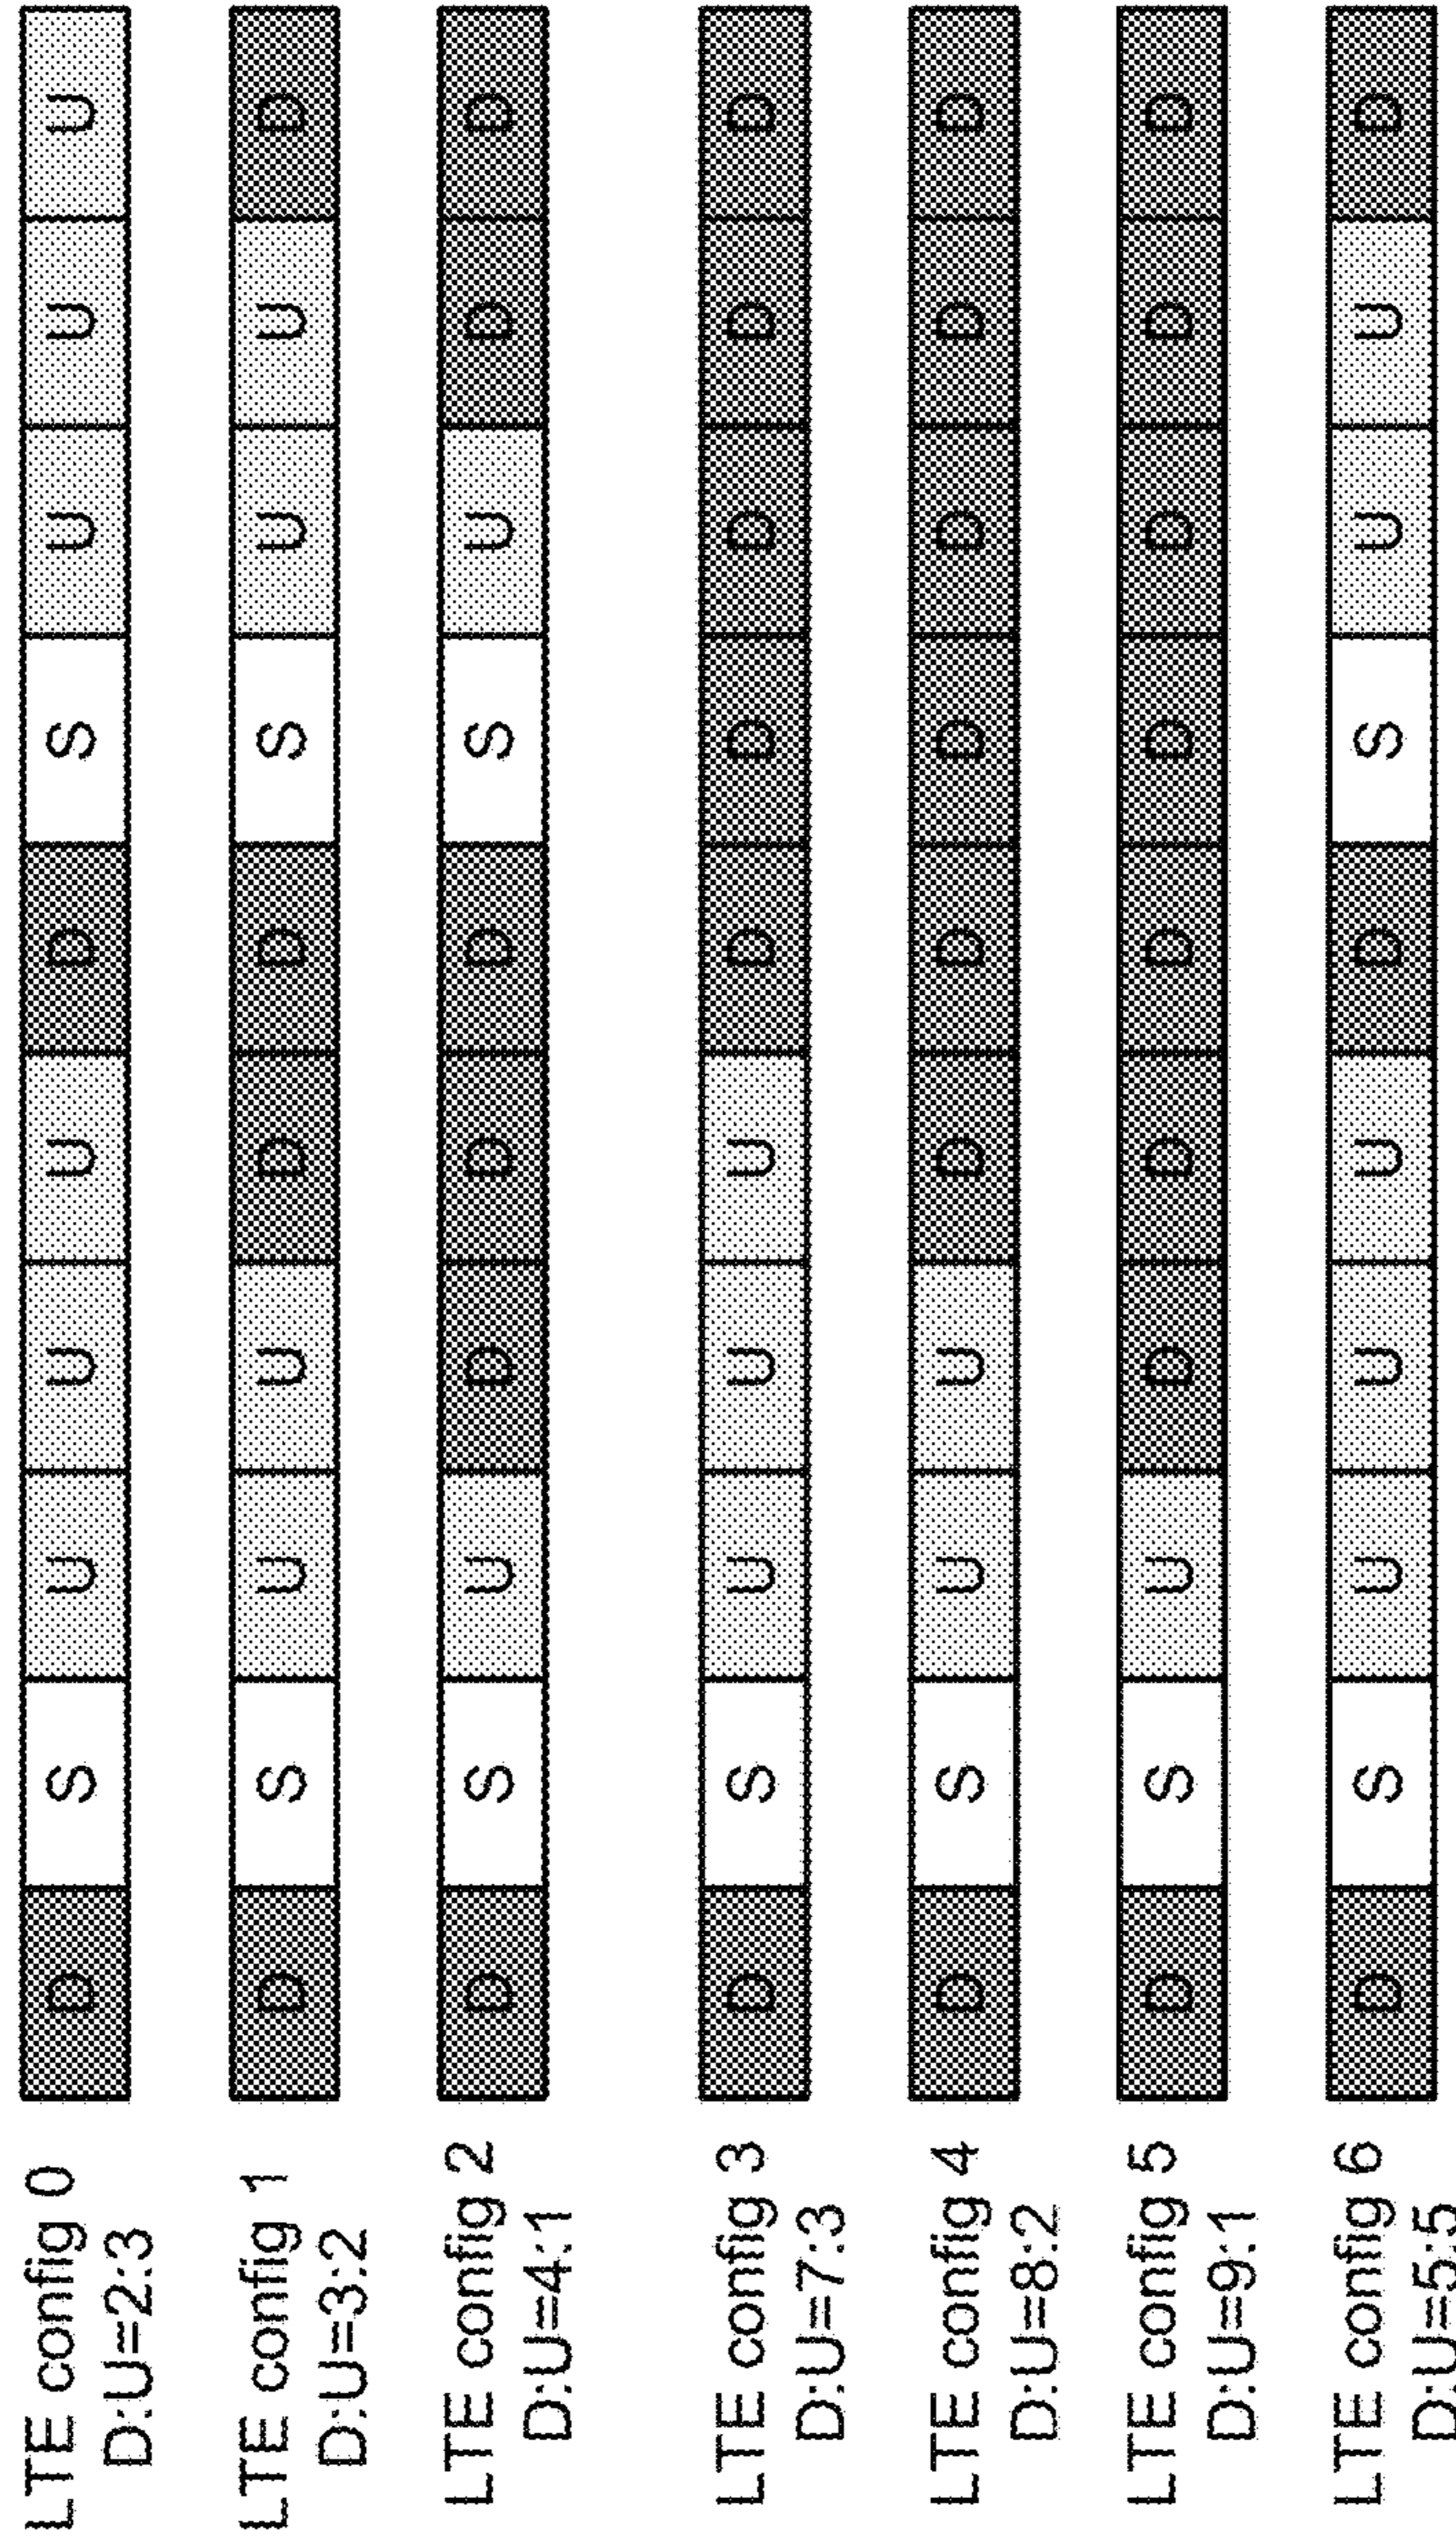 LTE config 0
D:U=2:3
D S U U U D S U U U
LTE config 1
D:U=3:2
D S U U D D S U U D
LTE config 2
D:U=4:1
D S U D D D S U D D
LTE config 3
D:U=7:3
D S U U U D D D D D
LTE config 4
D:U=8:2
D S U U D D D D D D
LTE config 5
D:U=9:1
D S U D D D D D D D
LTE config 6
D:U=5:5
D S U U U D S U U D